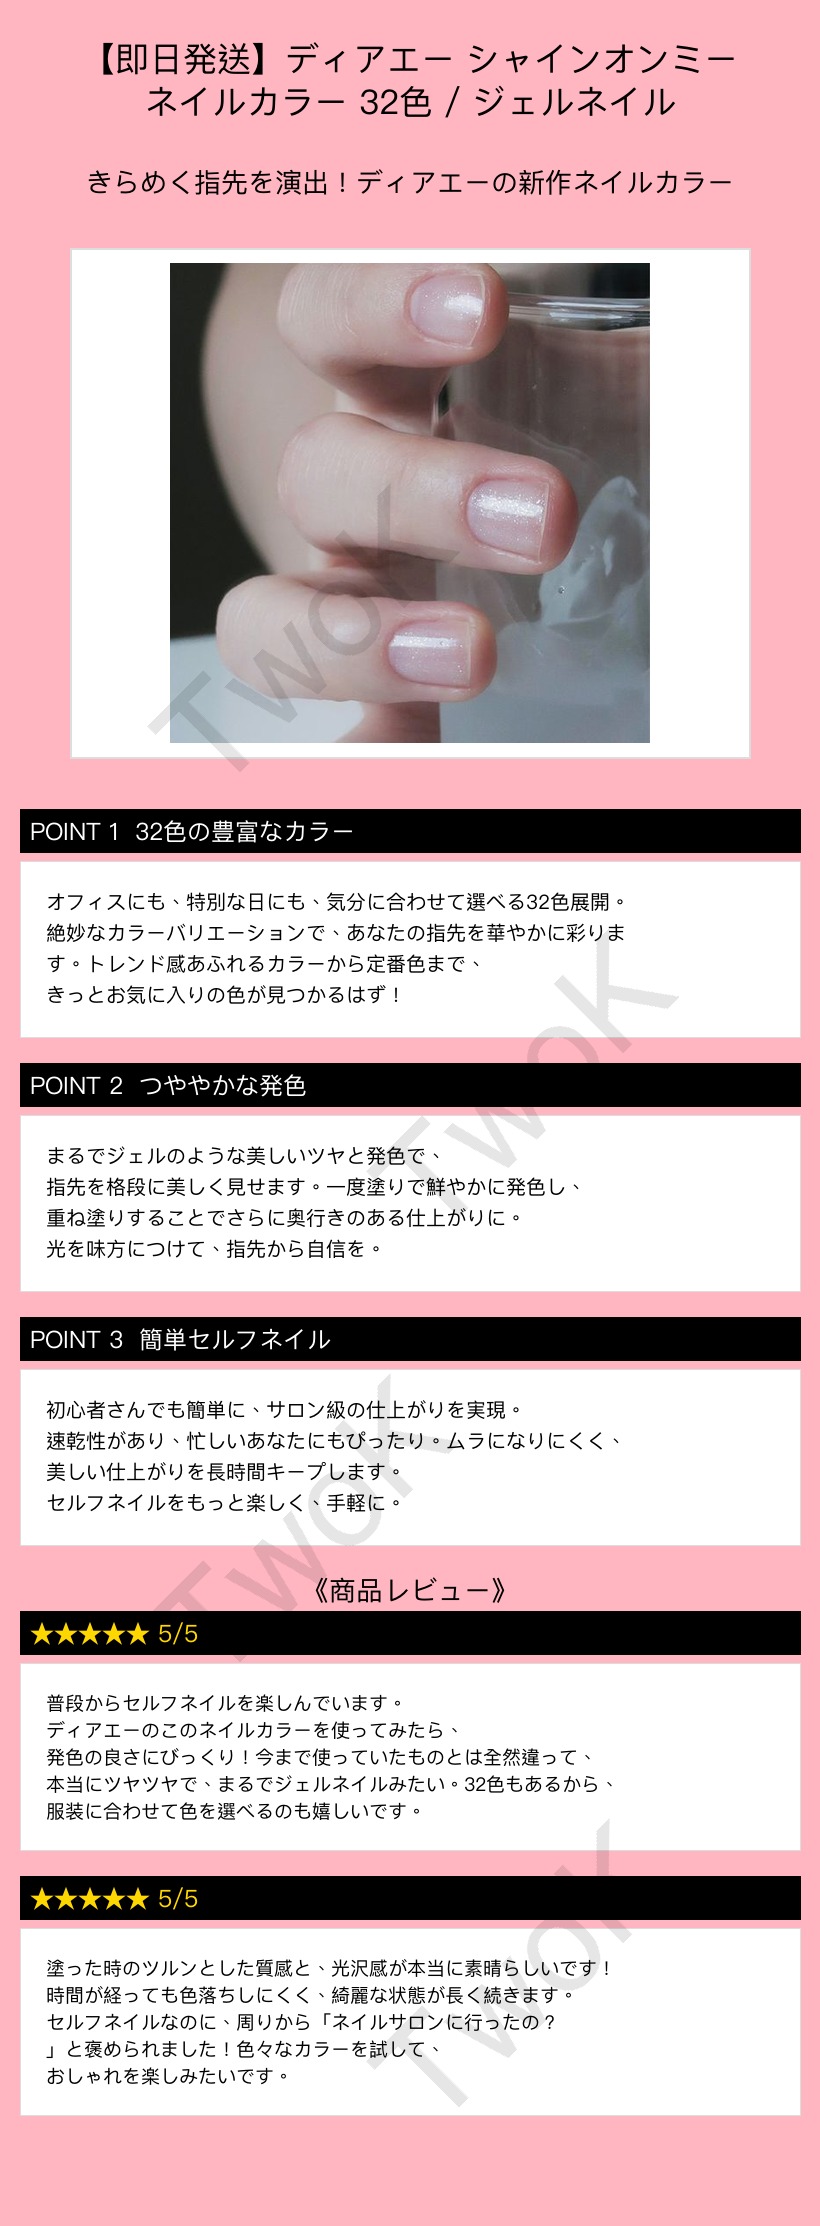 【即日発送】ディアエー シャインオンミー
ネイルカラー 32色 / ジェルネイル
きらめく指先を演出！ディアエーの新作ネイルカラー
TwoK
POINT 1 32色の豊富なカラー
オフィスにも、特別な日にも、気分に合わせて選べる32色展開。
絶妙なカラーバリエーションで、あなたの指先を華やかに彩りま
す。トレンド感あふれるカラーから定番色まで、
きっとお気に入りの色が見つかるはず！
TwoK
POINT 2 つややかな発色
まるでジェルのような美しいツヤと発色で、
指先を格段に美しく見せます。一度塗りで鮮やかに発色し、
重ね塗りすることでさらに奥行きのある仕上がりに。
光を味方につけて、指先から自信を。
POINT 3 簡単セルフネイル
初心者さんでも簡単に、サロン級の仕上がりを実現。
速乾性があり、忙しいあなたにもぴったり。ムラになりにくく、
美しい仕上がりを長時間キープします。
セルフネイルをもっと楽しく、手軽に。
TwoK
《商品レビュー》
★★★★★ 5/5
普段からセルフネイルを楽しんでいます。
ディアエーのこのネイルカラーを使ってみたら、
発色の良さにびっくり！今まで使っていたものとは全然違って、
本当にツヤツヤで、まるでジェルネイルみたい。32色もあるから、
服装に合わせて色を選べるのも嬉しいです。
★★★★★ 5/5
塗った時のツルンとした質感と、光沢感が本当に素晴らしいです！
時間が経っても色落ちしにくく、綺麗な状態が長く続きます。
セルフネイルなのに、周りから「ネイルサロンに行ったの？
」と褒められました！色々なカラーを試して、
おしゃれを楽しみたいです。
TwoK